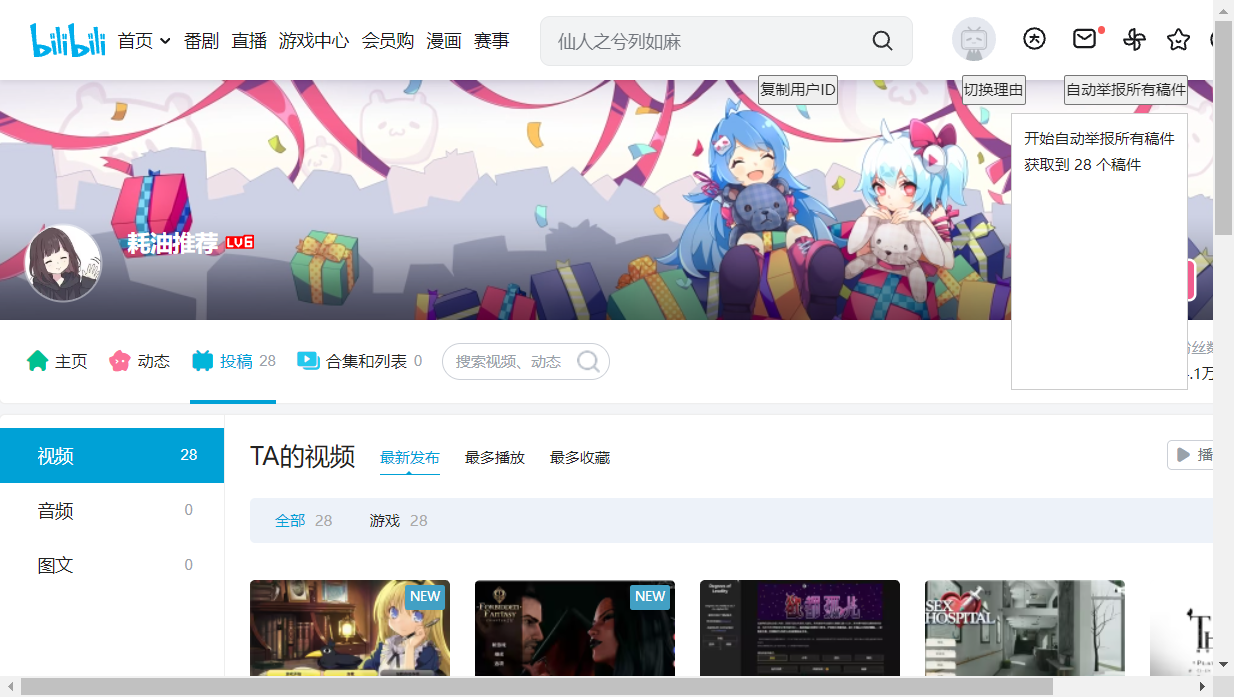 bilibili 首页 番剧 直播 游戏中心 会员购 漫画 赛事 仙人之兮列如麻
复制用户ID 切换理由 自动举报所有稿件
开始自动举报所有稿件
获取到 28 个稿件
耗油推荐 LV6
主页 动态 投稿 28 合集和列表 0 搜索视频、动态
.1万
视频 28
音频 0
图文 0
TA的视频 最新发布 最多播放 最多收藏 播
全部 28 游戏 28
NEW
NEW
FORBIDDEN
FANTASY
SEX
HOSPITAL